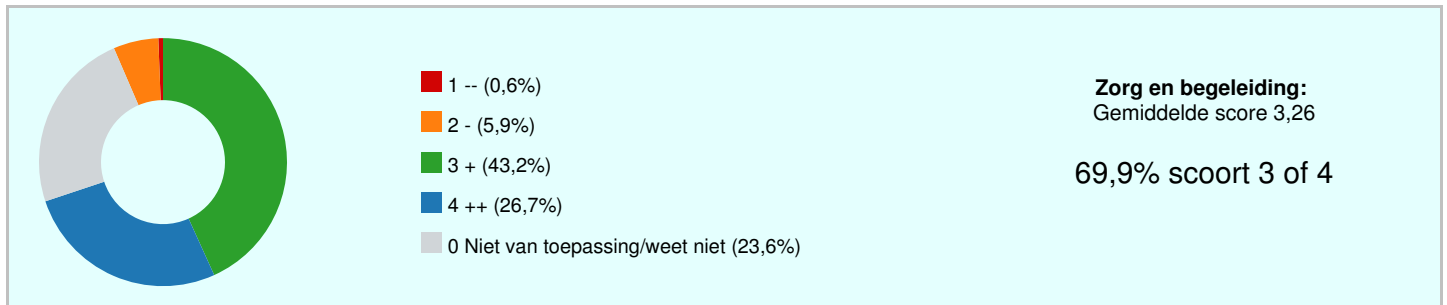 1 -- (0,6%)
2 - (5,9%)
3 + (43,2%)
4 ++ (26,7%)
0 Niet van toepassing/weet niet (23,6%)
Zorg en begeleiding:
Gemiddelde score 3,26
69,9% scoort 3 of 4